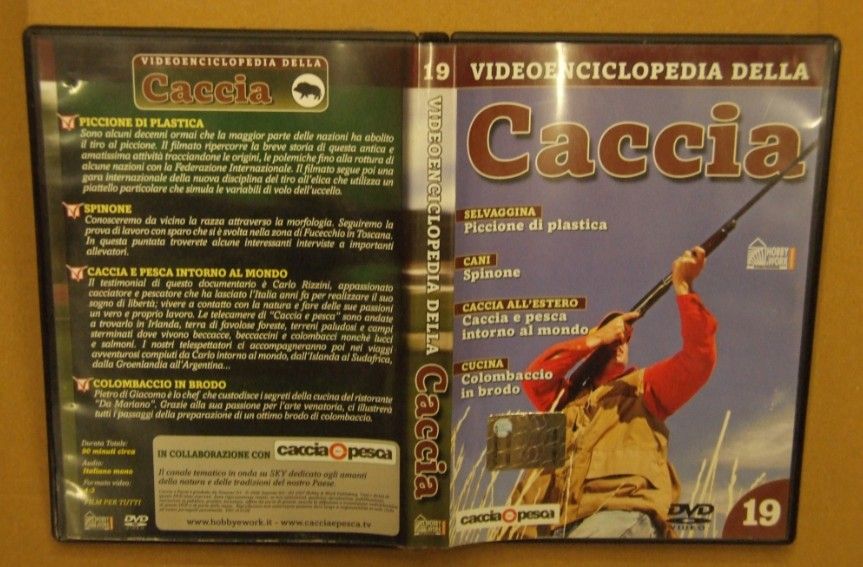 VIDEOENCICLOPEDIA DELLA
Caccia
PICCIONE DI PLASTICA
Sono alcuni decenni ormai che la maggior parte delle nazioni ha abolito
il tiro al piccione. Il filmato ripercorre la breve storia di questa antica e
amatissima attività tracciandone le origini, le polemiche fino alla rottura di
alcune nazioni con la Federazione Internazionale. Il filmato segue poi una
gara internazionale della nuova disciplina del tiro all'elica che utilizza un
piattello particolare che simula le variabili di volo dell'uccello.
SPINONE
Conosceremo da vicino la razza attraverso la morfologia. Seguiremo la
prova di lavoro con sparo che si è svolta nella zona di Fucecchio in Toscana.
In questa puntata troverete alcune interessanti interviste a importanti
allevatori.
CACCIA E PESCA INTORNO AL MONDO
Il testimonial di questo documentario è Carlo Rizzini, appassionato
cacciatore e pescatore che ha lasciato l'Italia anni fa per realizzare il suo
sogno di libertà; vivere a contatto con la natura e fare delle sue passioni
un vero e proprio lavoro. Le telecamere di "Caccia e pesca" sono andate
a trovarlo in Irlanda, terra di favolose foreste, terreni paludosi e campi
sterminati dove vivono beccacce, beccaccini e colombacci nonché lucci
e salmoni. I nostri telespettatori ci accompagneranno poi nei viaggi
avventurosi compiuti da Carlo intorno al mondo, dall'Islanda al Sudafrica,
dalla Groenlandia all'Argentina...
COLOMBACCIO IN BRODO
Pietro di Giacomo è lo chef che custodisce i segreti della cucina del ristorante
"Da Mariano". Grazie alla sua passione per l'arte venatoria, ci illustrerà
tutti i passaggi della preparazione di un ottimo brodo di colombaccio.
Durata Totale:
90 minuti circa
Audio:
Italiano mono
Formato video:
4:3
FILM PER TUTTI
IN COLLABORAZIONE CON caccia e pesca
Il canale tematico in onda su SKY dedicato agli amanti
della natura e delle tradizioni del nostro Paese.
www.hobbyework.it - www.cacciaepesca.tv
HOBBY & WORK
DVD
VIDEO
19
VIDEOENCICLOPEDIA DELLA
Caccia
HOBBY & WORK
19 VIDEOENCICLOPEDIA DELLA
Caccia
SELVAGGINA
Piccione di plastica
CANI
Spinone
CACCIA ALL'ESTERO
Caccia e pesca
intorno al mondo
CUCINA
Colombaccio
in brodo
HOBBY & WORK
caccia e pesca
DVD
VIDEO
19